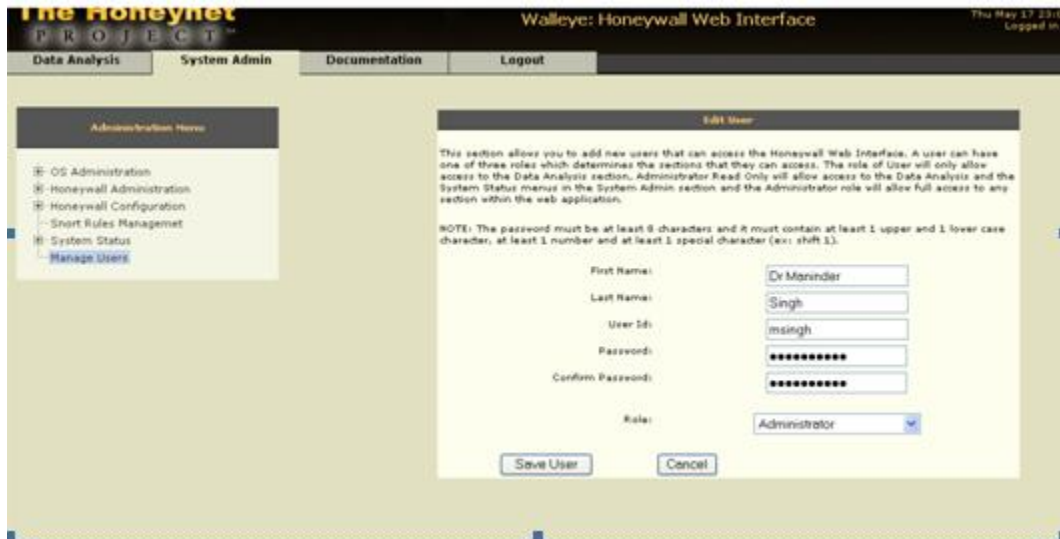 The Honeynet
PROJECT
Walleye: Honeywall Web Interface
Thu May 17 23:
Logged in
Data Analysis
System Admin
Documentation
Logout
Administration Menu
OS Administration
Honeywall Administration
Honeywall Configuration
Snort Rules Managemet
System Status
Manage Users
Edit User
This section allows you to add new users that can access the Honeywall Web Interface. A user can have
one of three roles which determines the sections that they can access. The role of User will only allow
access to the Data Analysis section, Administrator Read Only will allow access to the Data Analysis and the
System Status menus in the System Admin section and the Administrator role will allow full access to any
section within the web application.
NOTE: The password must be at least 8 characters and it must contain at least 1 upper and 1 lower case
character, at least 1 number and at least 1 special character (ex: shift 1).
First Name:
Dr Maninder
Last Name:
Singh
User Id:
msingh
Password:
Confirm Password:
Role:
Administrator
Save User
Cancel